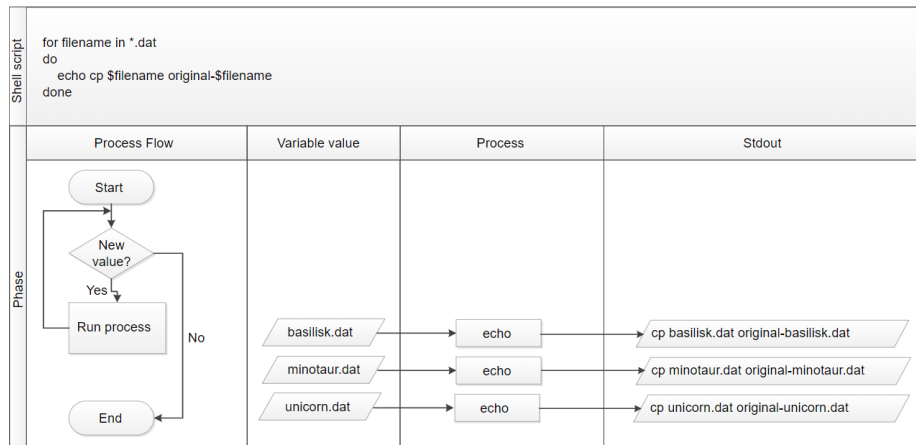 Shell script
for filename in *.dat
do
    echo cp $filename original-$filename
done
Phase
Process Flow
Variable value
Process
Stdout
Start
New
value?
Yes
Run process
No
End
basilisk.dat
echo
cp basilisk.dat original-basilisk.dat
minotaur.dat
echo
cp minotaur.dat original-minotaur.dat
unicorn.dat
echo
cp unicorn.dat original-unicorn.dat